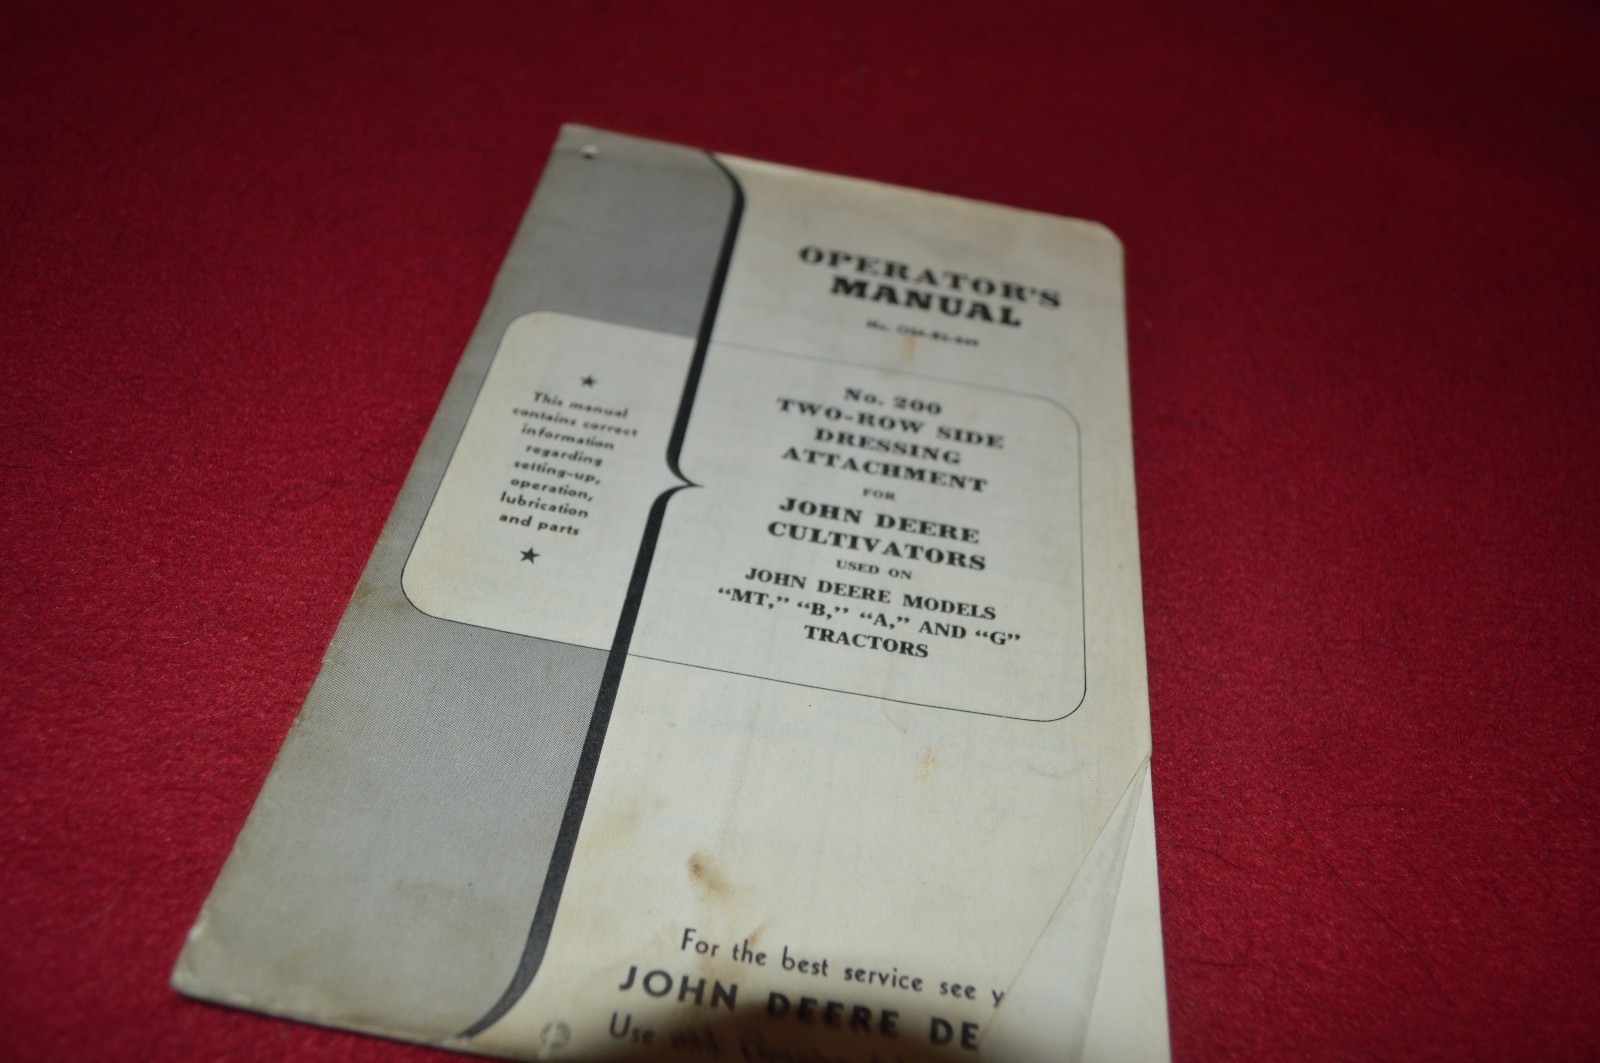 OPERATOR'S
MANUAL
No.
No. 200
TWO-ROW SIDE
DRESSING
ATTACHMENT
FOR
JOHN DEERE
CULTIVATORS
USED ON
JOHN DEERE MODELS
“MT,” “B,” “A,” AND “G”
TRACTORS
★
This manual
contains correct
information
regarding
setting-up,
operation,
lubrication
and parts
★
For the best service see y
JOHN DEERE DE
Use